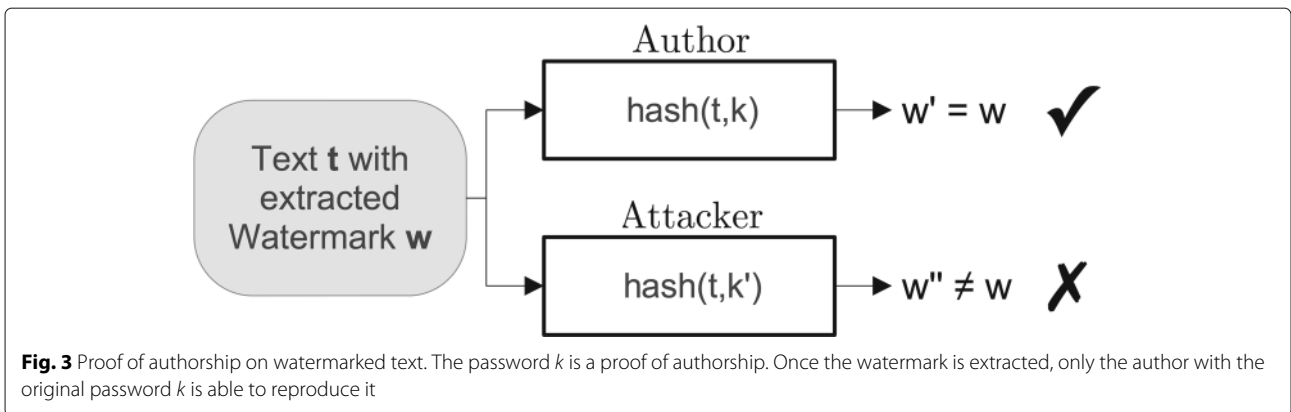 Author
hash(t,k)
w' = w ✓
Text t with
extracted
Watermark w
Attacker
hash(t,k')
w" ≠ w ✗
Fig. 3 Proof of authorship on watermarked text. The password k is a proof of authorship. Once the watermark is extracted, only the author with the
original password k is able to reproduce it